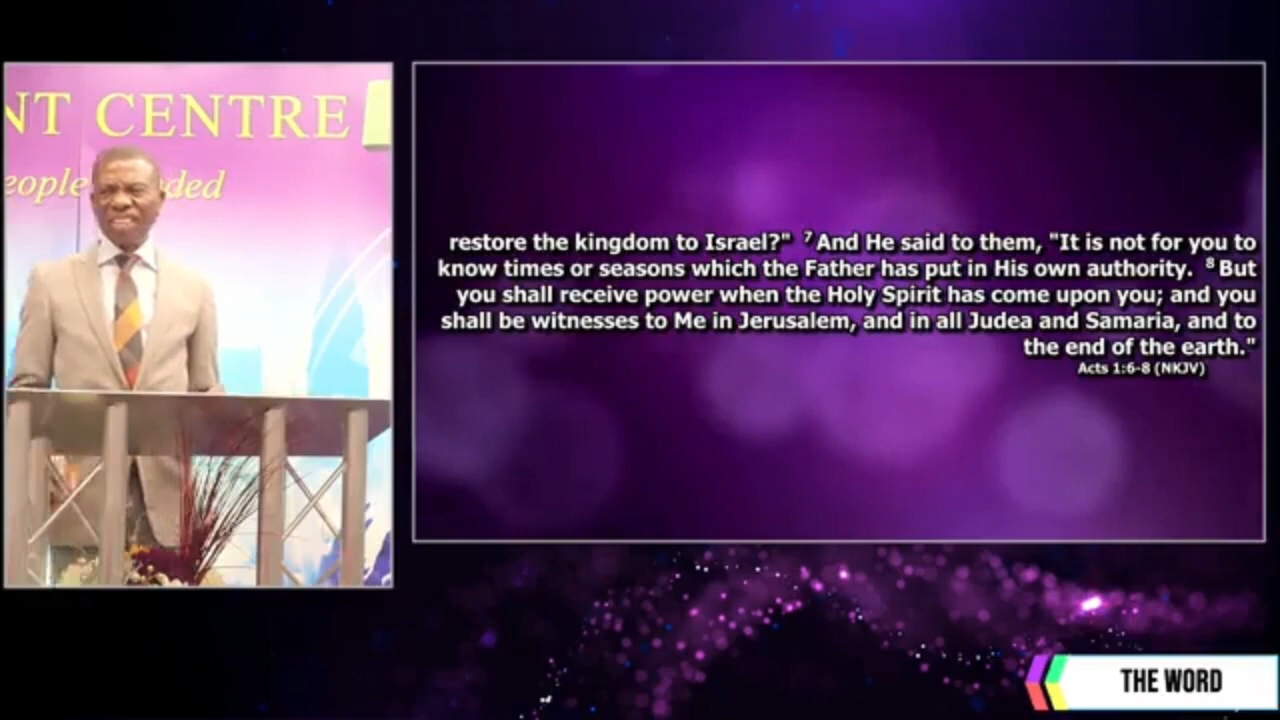 NT CENTRE
eople
ded
restore the kingdom to Israel?" 7 And He said to them, "It is not for you to
know times or seasons which the Father has put in His own authority. 8 But
you shall receive power when the Holy Spirit has come upon you; and you
shall be witnesses to Me in Jerusalem, and in all Judea and Samaria, and to
the end of the earth."
Acts 1:6-8 (NKJV)
THE WORD